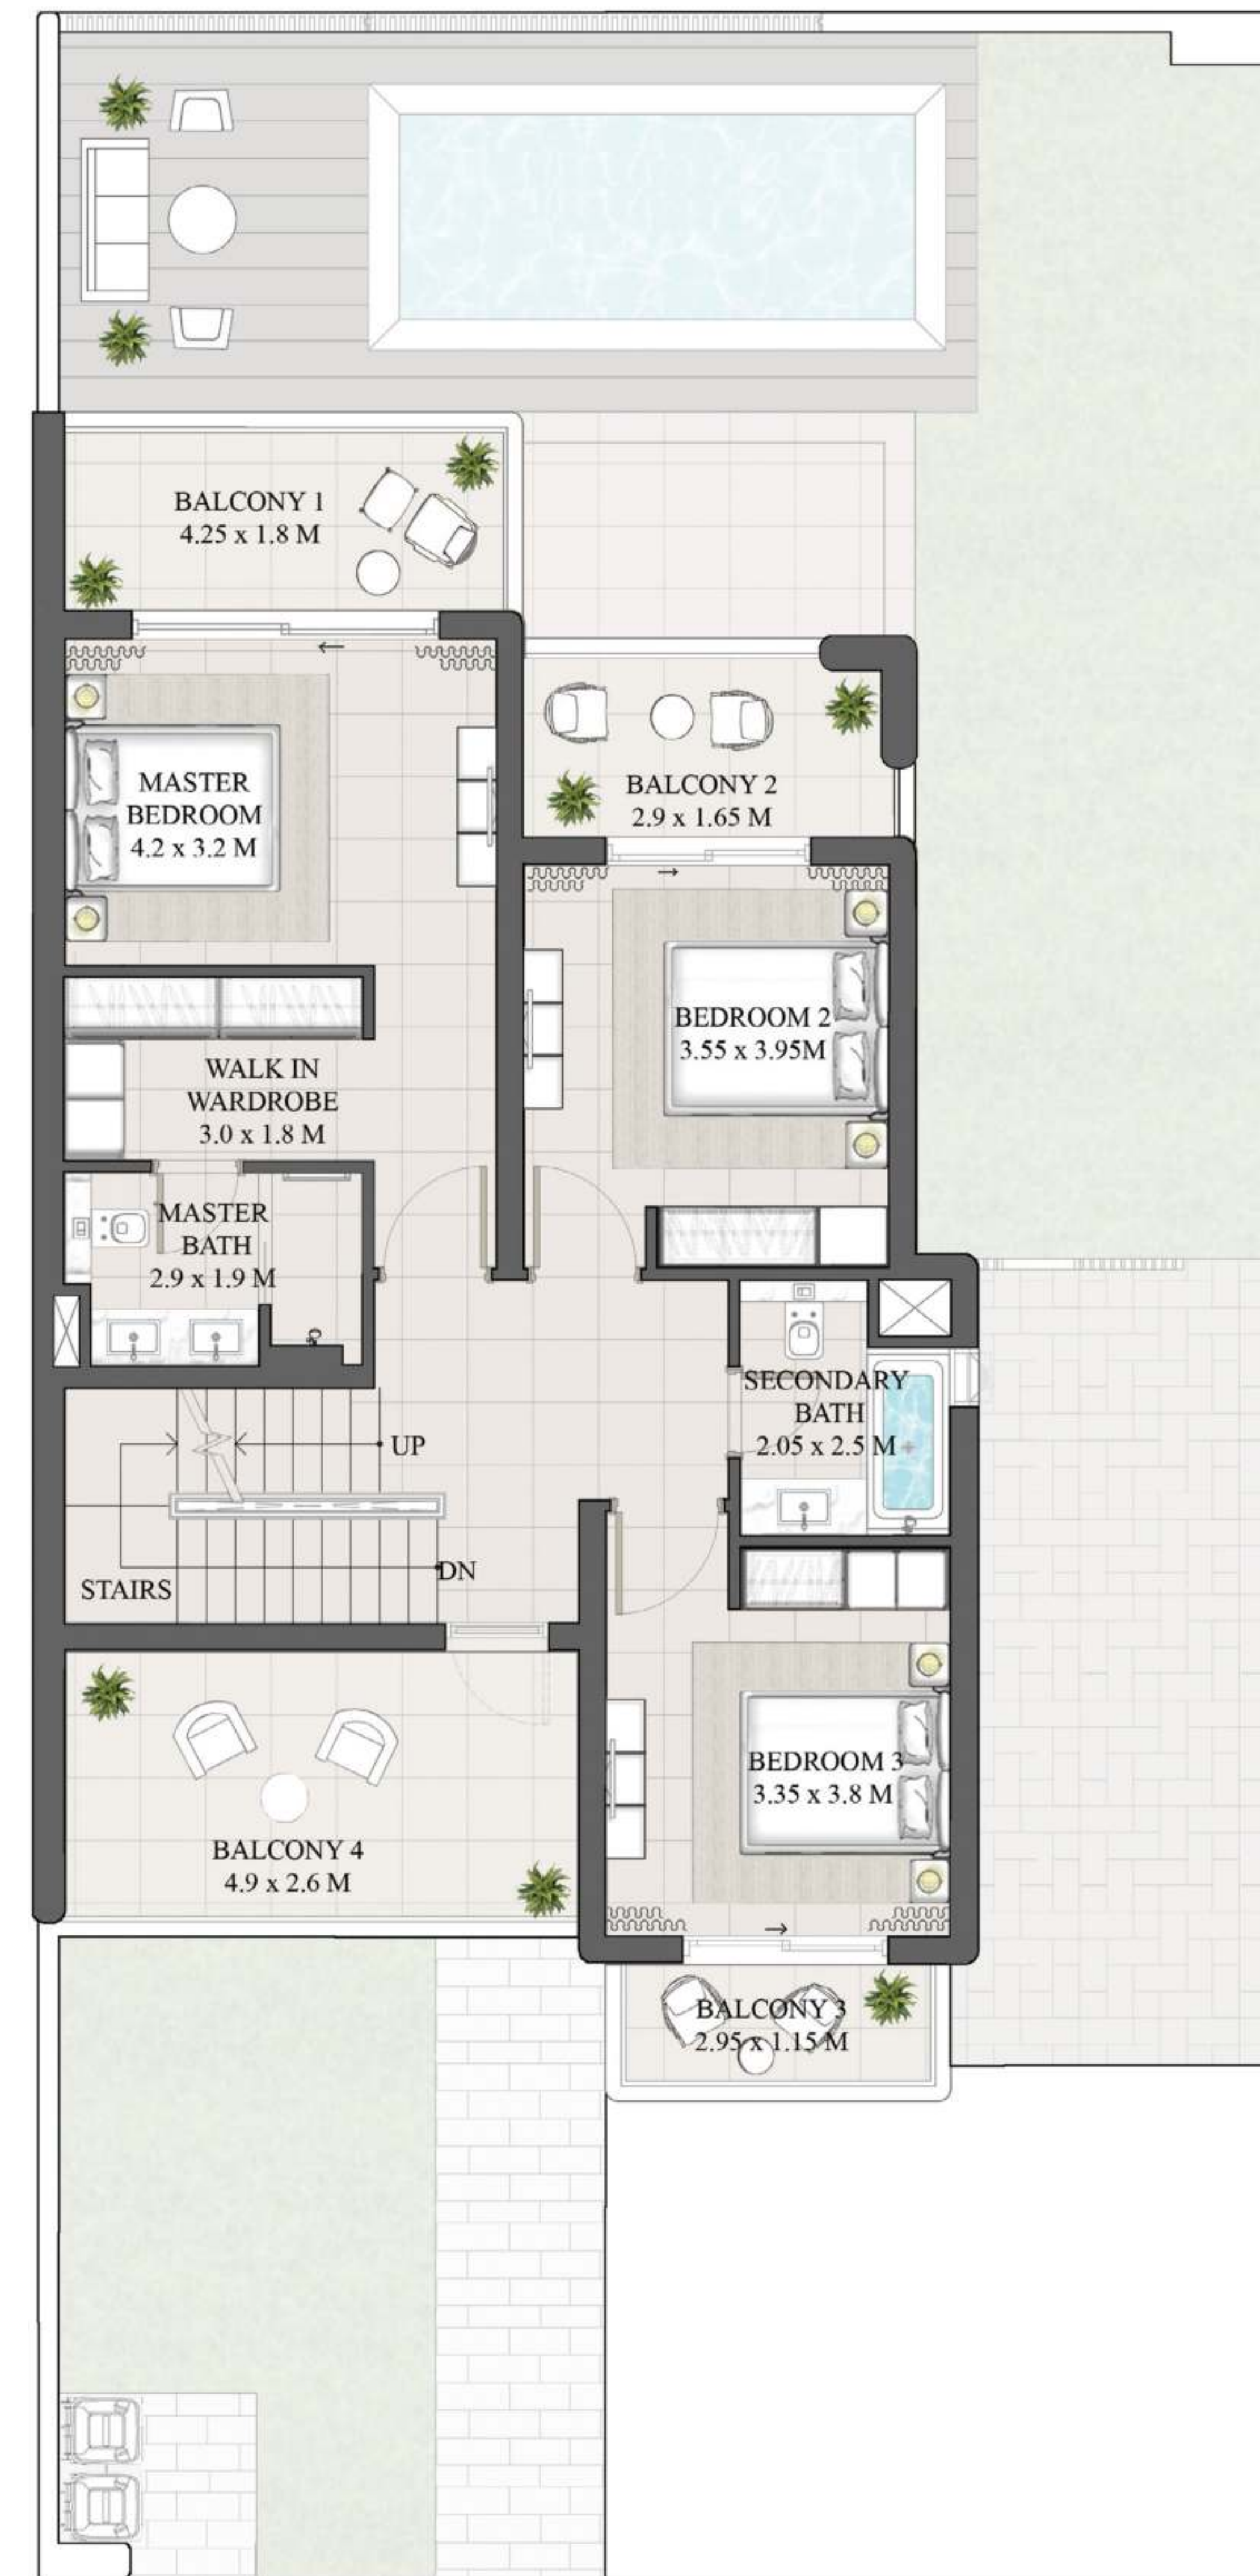 BALCONY 1
4.25 x 1.8 M
MASTER
BEDROOM
4.2 x 3.2 M
BALCONY 2
2.9 x 1.65 M
BEDROOM 2
3.55 x 3.95M
WALK IN
WARDROBE
3.0 x 1.8 M
MASTER
BATH
2.9 x 1.9 M
SECONDARY
BATH
2.05 x 2.5 M
UP
DN
STAIRS
BEDROOM 3
3.35 x 3.8 M
BALCONY 4
4.9 x 2.6 M
BALCONY 3
2.95 x 1.15 M